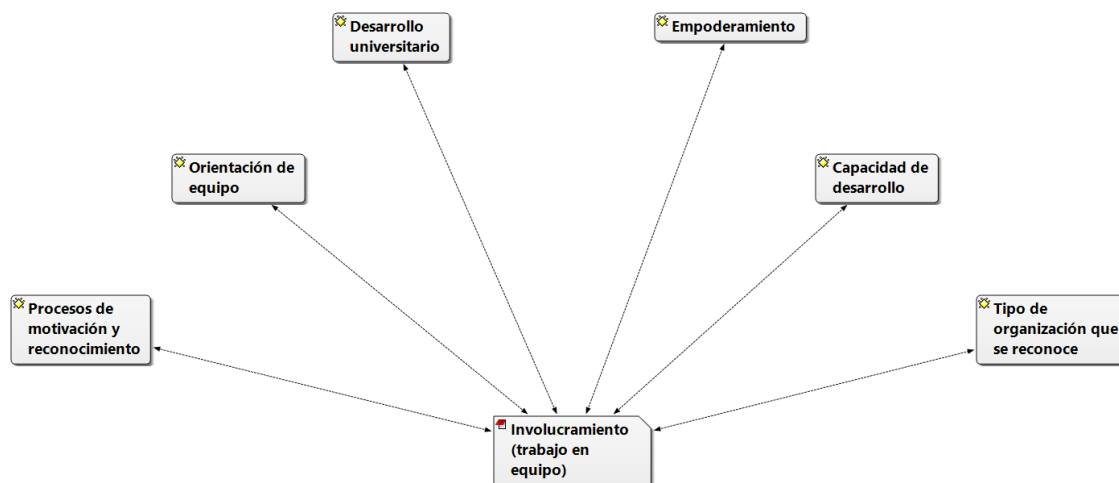 Desarrollo
universitario
Empoderamiento
Orientación de
equipo
Capacidad de
desarrollo
Procesos de
motivación y
reconocimiento
Tipo de
organización que
se reconoce
Involucramiento
(trabajo en
equipo)